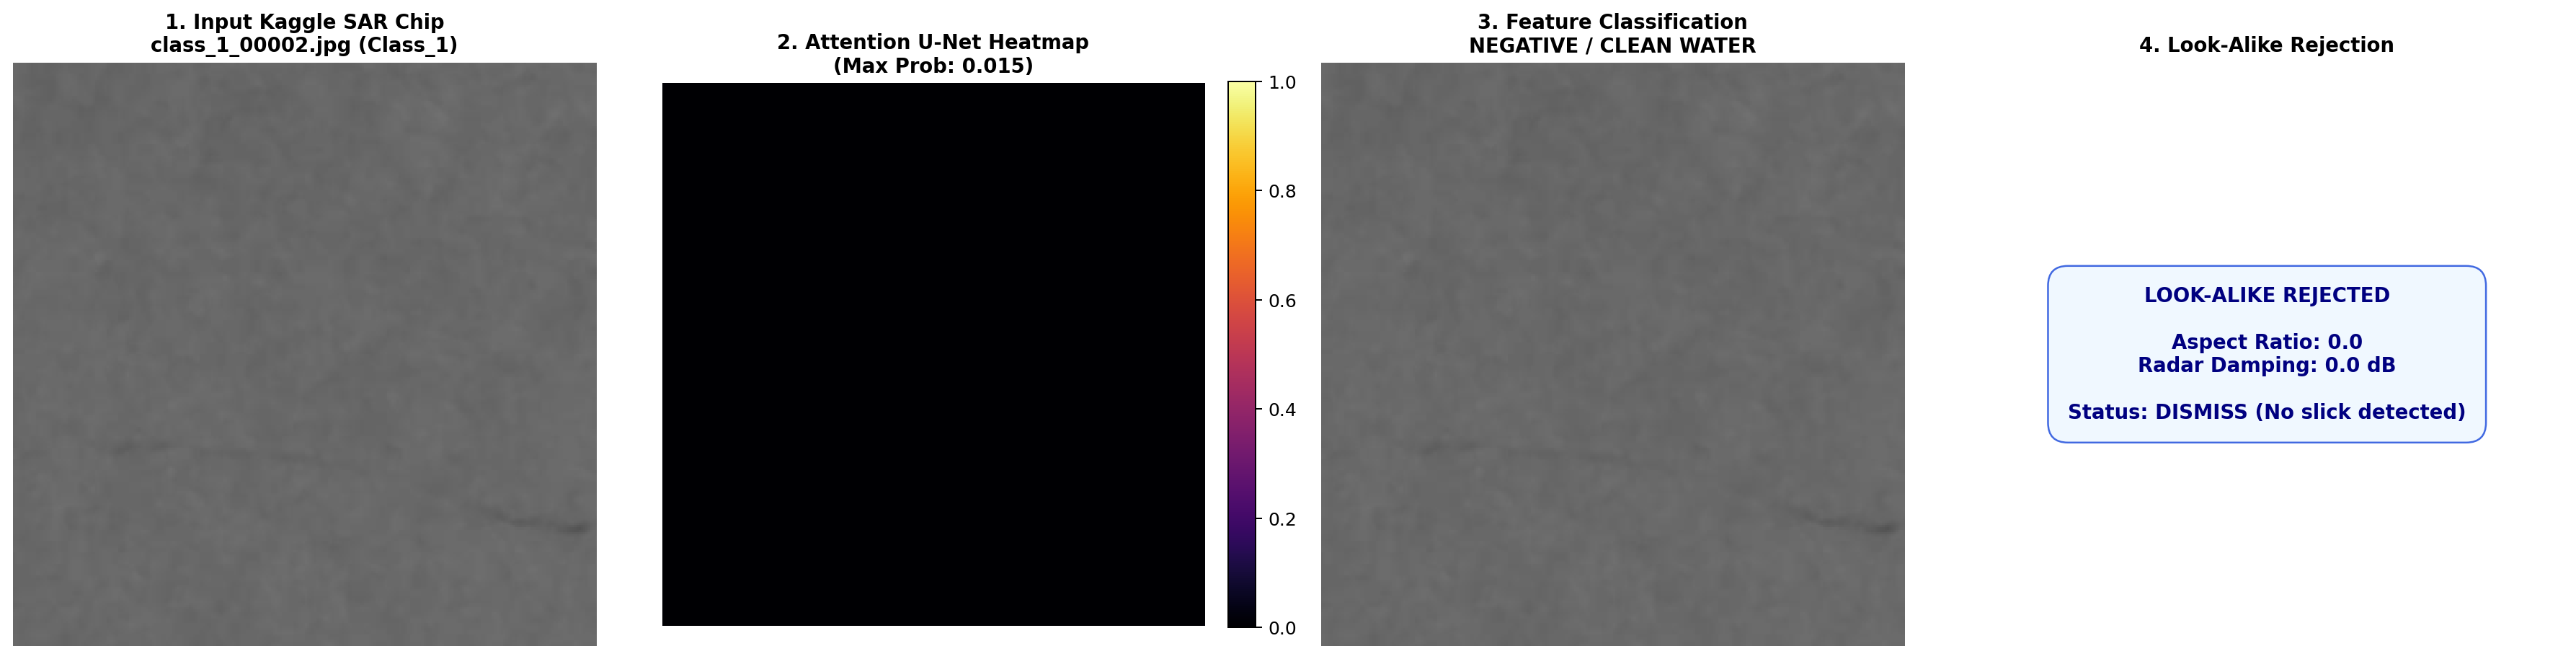 1. Input Kaggle SAR Chip
class_1_00002.jpg (Class_1)
2. Attention U-Net Heatmap
(Max Prob: 0.015)
1.0
0.8
0.6
0.4
0.2
0.0
3. Feature Classification
NEGATIVE / CLEAN WATER
4. Look-Alike Rejection
LOOK-ALIKE REJECTED
Aspect Ratio: 0.0
Radar Damping: 0.0 dB
Status: DISMISS (No slick detected)